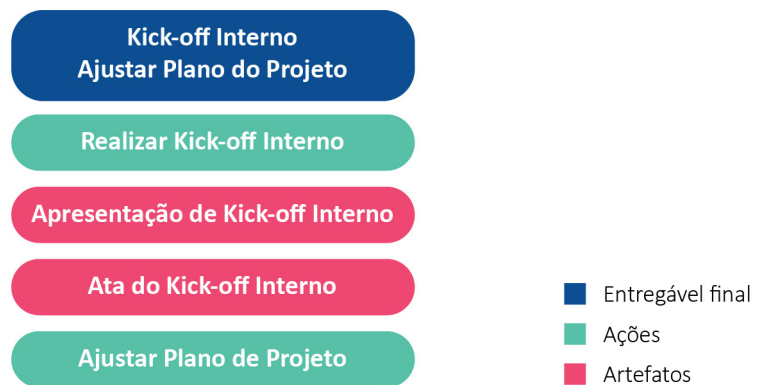 Kick-off Interno
Ajustar Plano do Projeto
Realizar Kick-off Interno
Apresentação de Kick-off Interno
Ata do Kick-off Interno
Ajustar Plano de Projeto
Entregável final
Ações
Artefatos